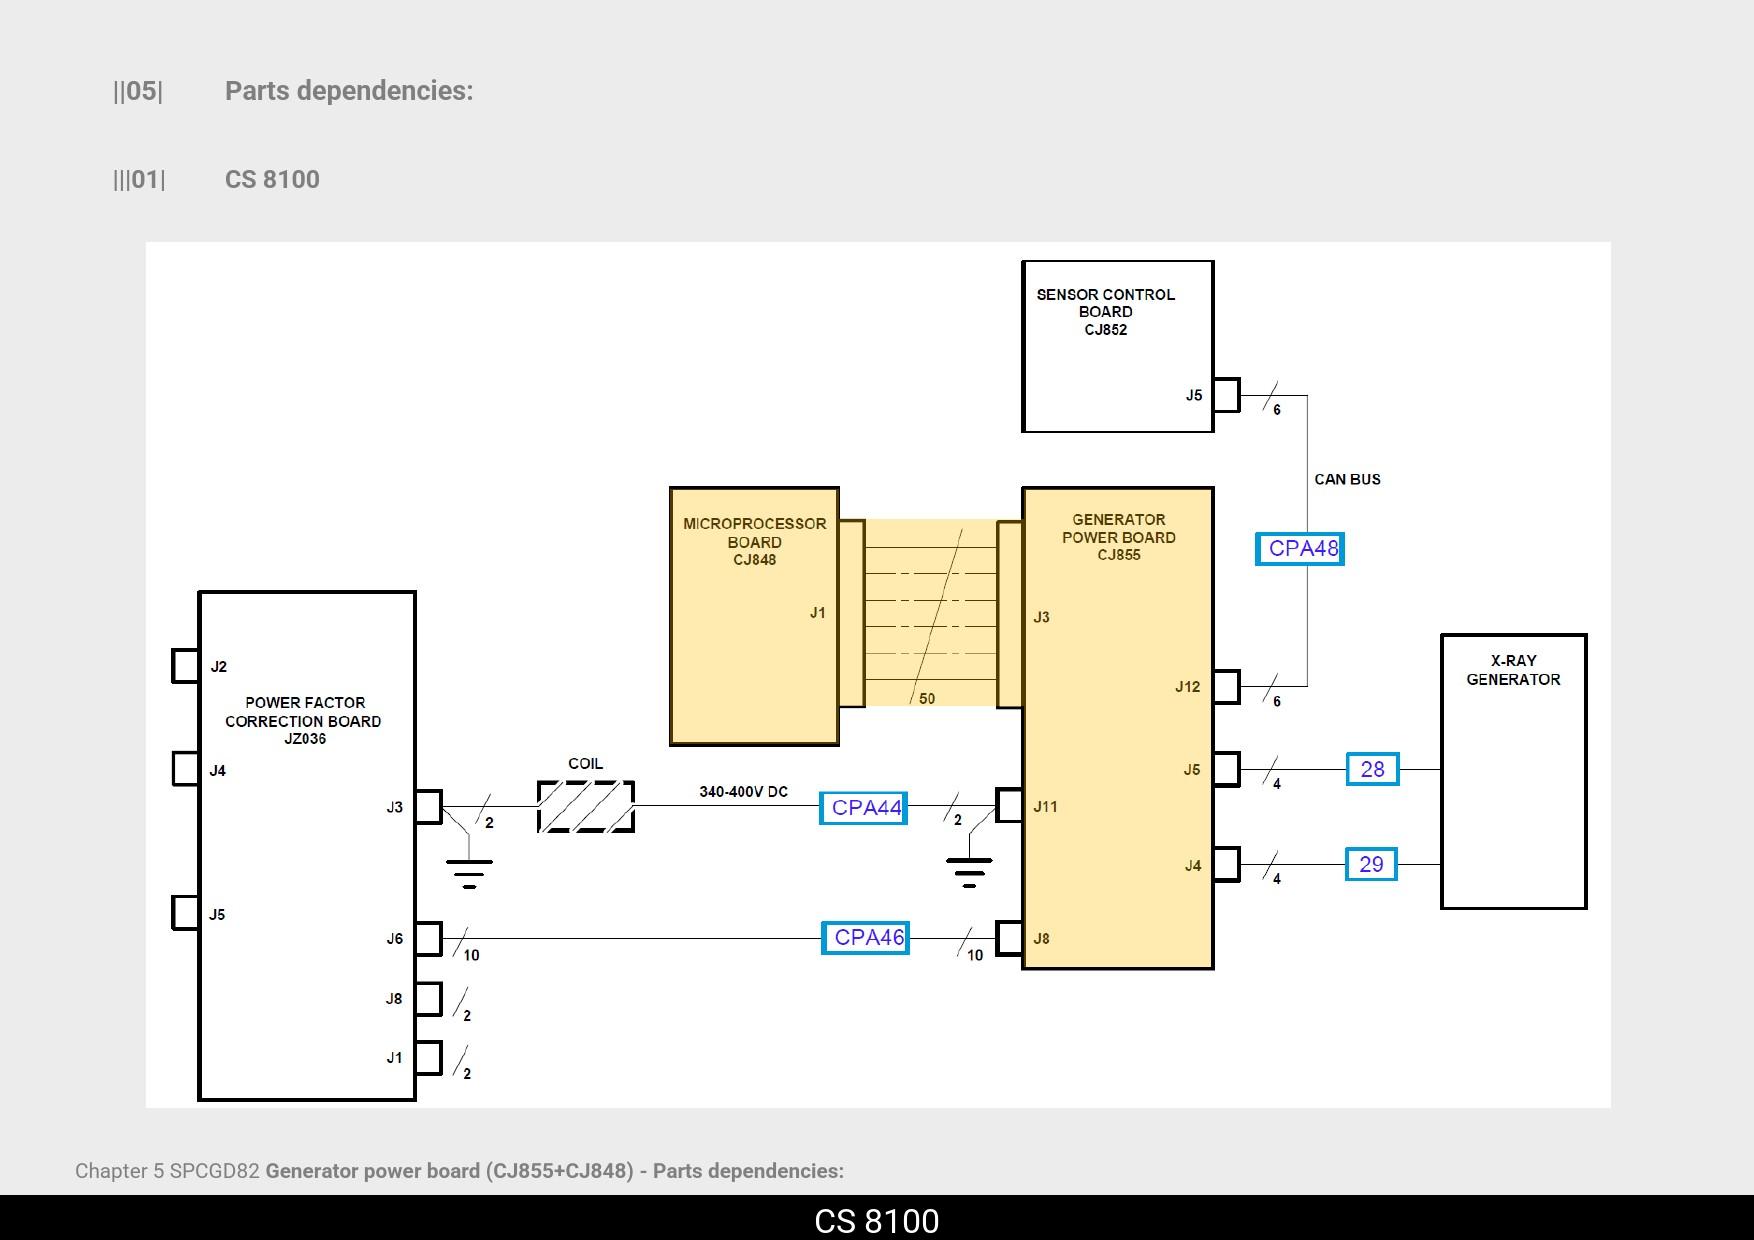 ||05| Parts dependencies:
|||01| CS 8100
SENSOR CONTROL
BOARD
CJ852
J5
6
CAN BUS
CPA48
MICROPROCESSOR
BOARD
CJ848
J1
50
GENERATOR
POWER BOARD
CJ855
J3
J12
6
J5
4
28
J4
4
29
X-RAY
GENERATOR
J11
J8
POWER FACTOR
CORRECTION BOARD
JZ036
J2
J4
J5
J3
2
COIL
340-400V DC
CPA44
2
J6
10
CPA46
10
J8
2
J1
2
Chapter 5 SPCGD82 Generator power board (CJ855+CJ848) - Parts dependencies:
CS 8100